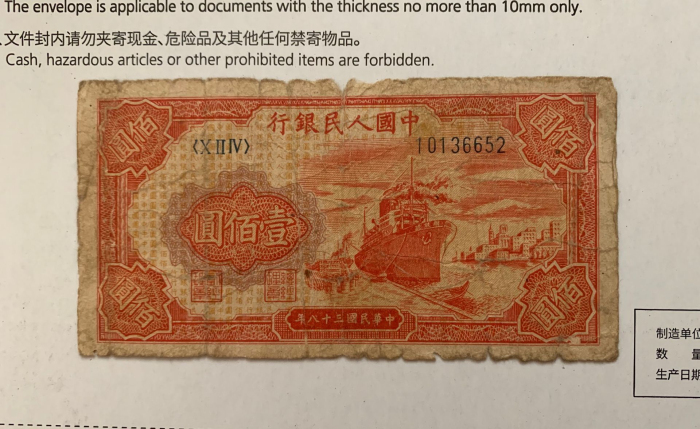 The envelope is applicable to documents with the thickness no more than 10mm only.
.文件封内请勿夹寄现金、危险品及其他任何禁寄物品。
Cash, hazardous articles or other prohibited items are forbidden.
行銀民人國中
〈X II IV〉 10136652
圓佰
圓佰
圓佰壹
圓佰
圓佰
年八十三國民華中
制造单位
数 量
生产日期